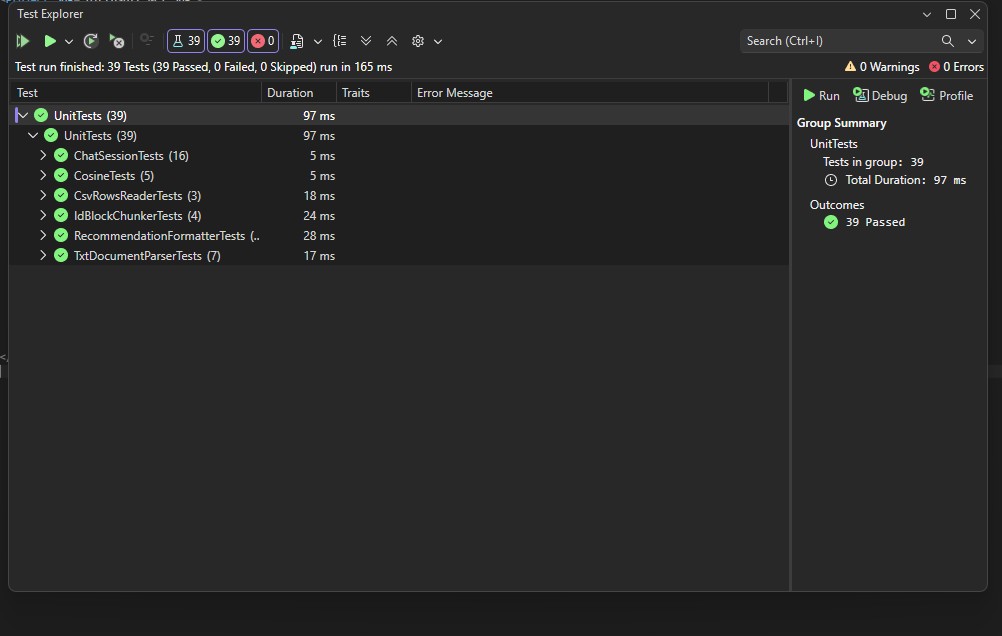 Test Explorer
39 39 0
Search (Ctrl+I)
Test run finished: 39 Tests (39 Passed, 0 Failed, 0 Skipped) run in 165 ms
0 Warnings 0 Errors
Test Duration Traits Error Message
UnitTests (39) 97 ms
UnitTests (39) 97 ms
ChatSessionTests (16) 5 ms
CosineTests (5) 5 ms
CsvRowsReaderTests (3) 18 ms
IdBlockChunkerTests (4) 24 ms
RecommendationFormatterTests (.. 28 ms
TxtDocumentParserTests (7) 17 ms
Run Debug Profile
Group Summary
UnitTests
Tests in group: 39
Total Duration: 97 ms
Outcomes
39 Passed